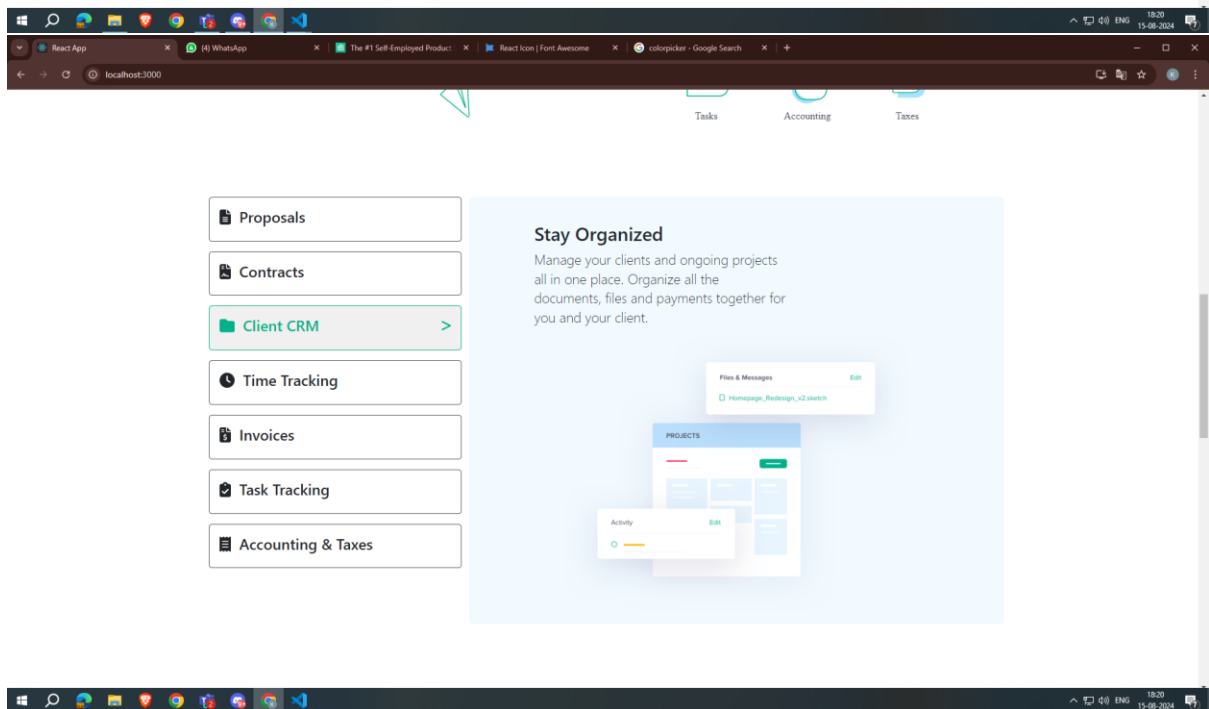 ENG
18:20
15-08-2024
React App
(4) WhatsApp
The #1 Self-Employed Product
React Icon | Font Awesome
colorpicker - Google Search
localhost:3000
K
Tasks
Accounting
Taxes
Proposals
Contracts
Client CRM >
Time Tracking
Invoices
Task Tracking
Accounting & Taxes
Stay Organized
Manage your clients and ongoing projects
all in one place. Organize all the
documents, files and payments together for
you and your client.
Files & Messages Edit
Homepage_Redesign_v2.sketch
PROJECTS
Activity Edit
ENG
18:20
15-08-2024